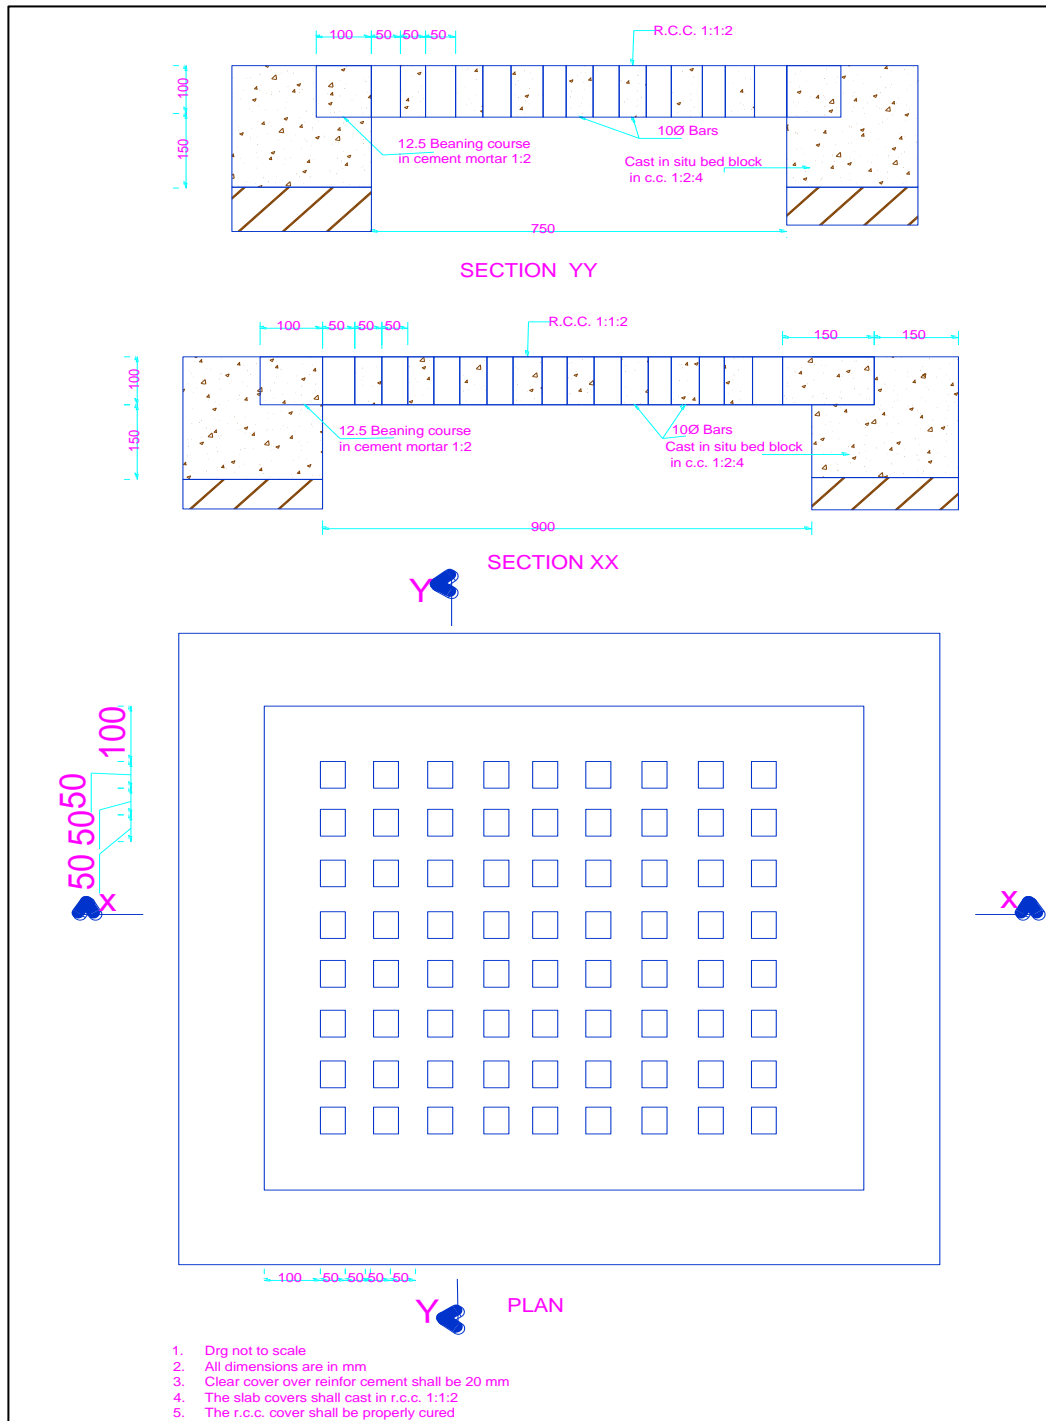 100 50 50 50
R.C.C. 1:1:2
100
150
12.5 Beaning course
in cement mortar 1:2
10Ø Bars
Cast in situ bed block
in c.c. 1:2:4
750
SECTION YY
100 50 50 50
R.C.C. 1:1:2
150 150
100
150
12.5 Beaning course
in cement mortar 1:2
10Ø Bars
Cast in situ bed block
in c.c. 1:2:4
900
SECTION XX
Y
100
50
50
50
x
x
100 50 50 50 50
Y
PLAN
1. Drg not to scale
2. All dimensions are in mm
3. Clear cover over reinfor cement shall be 20 mm
4. The slab covers shall cast in r.c.c. 1:1:2
5. The r.c.c. cover shall be properly cured